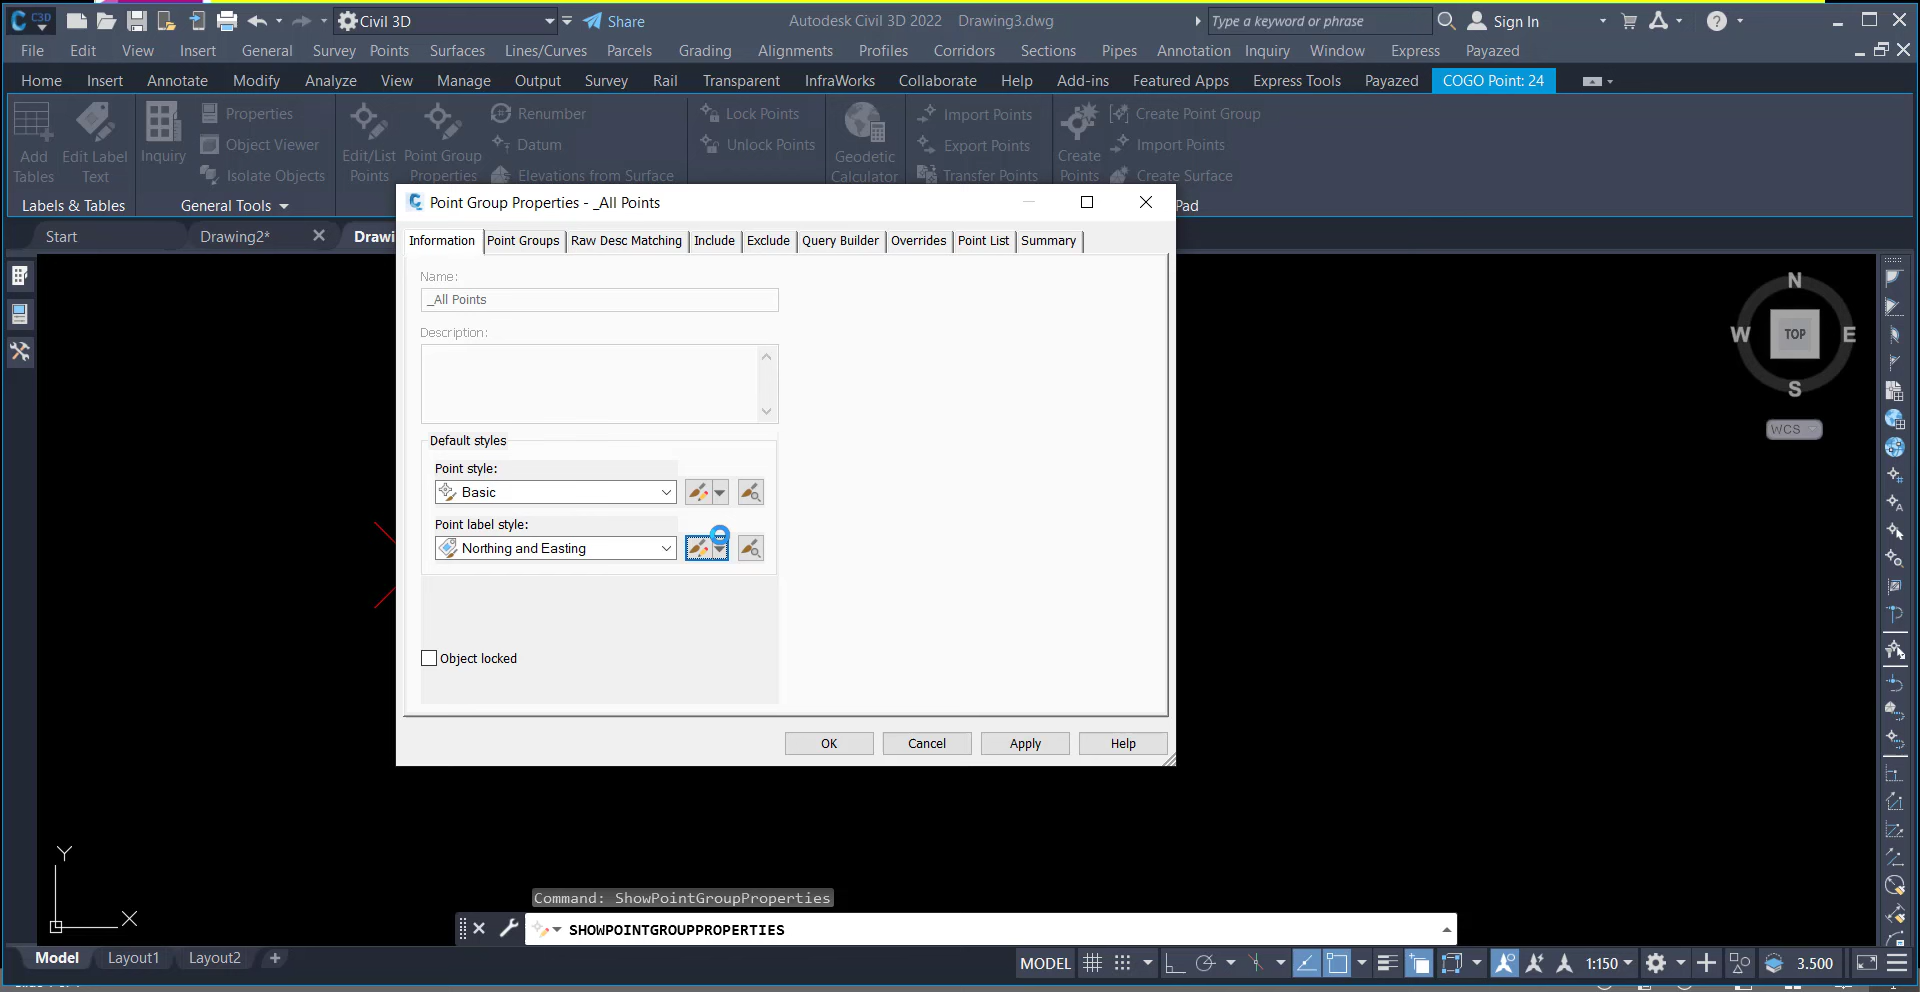 C3D
Civil 3D
Share
Autodesk Civil 3D 2022 Drawing3.dwg
Type a keyword or phrase
Sign In
File Edit View Insert General Survey Points Surfaces Lines/Curves Parcels Grading Alignments Profiles Corridors Sections Pipes Annotation Inquiry Window Express Payazed
Home Insert Annotate Modify Analyze View Manage Output Survey Rail Transparent InfraWorks Collaborate Help Add-ins Featured Apps Express Tools Payazed COGO Point: 24
Properties Renumber Lock Points Import Points Create Point Group
Add Tables
Edit Label Text
Inquiry
Object Viewer
Isolate Objects
Edit/List Points
Point Group Properties
Datum
Elevations from Surface
Unlock Points
Geodetic Calculator
Export Points
Transfer Points
Create Points
Import Points
Create Surface
Labels & Tables General Tools Pad
Start Drawing2* Drawi
Point Group Properties - _All Points
Information Point Groups Raw Desc Matching Include Exclude Query Builder Overrides Point List Summary
Name:
_All Points
Description:
Default styles
Point style:
Basic
Point label style:
Northing and Easting
Object locked
OK Cancel Apply Help
N
W TOP E
S
WCS
Y
X
Command: ShowPointGroupProperties
SHOWPOINTGROUPPROPERTIES
Model Layout1 Layout2 +
MODEL 1:150 3.500